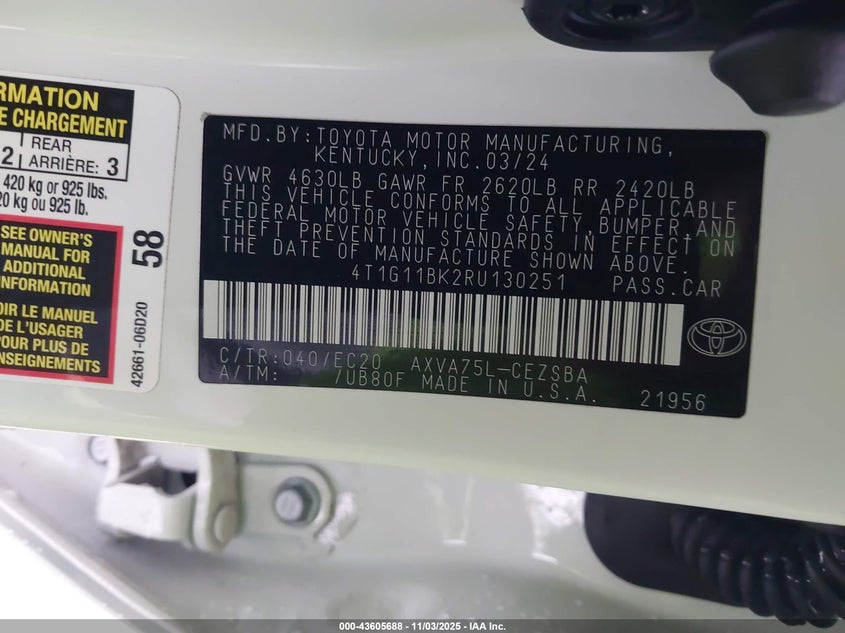 RMATION
E CHARGEMENT
2 REAR
ARRIÈRE: 3
420 kg or 925 lbs.
20 kg ou 925 lb.
SEE OWNER'S
MANUAL FOR
ADDITIONAL
INFORMATION
OIR LE MANUEL
DE L'USAGER
POUR PLUS DE
ENSEIGNEMENTS
58
42661-06D20
MFD.BY:TOYOTA MOTOR MANUFACTURING,
KENTUCKY,INC.03/24
GVWR 4630LB GAWR FR 2620LB RR 2420LB
THIS VEHICLE CONFORMS TO ALL APPLICABLE
FEDERAL MOTOR VEHICLE SAFETY,BUMPER,AND
THEFT PREVENTION STANDARDS IN EFFECT ON
THE DATE OF MANUFACTURE SHOWN ABOVE.
4T1G11BK2RU130251 PASS.CAR
C/TR:040/EC20 AXVA75L-CEZSBA
A/TM: 7UB80F MADE IN U.S.A. 21956
000-43605688 - 11/03/2025 - IAA Inc.